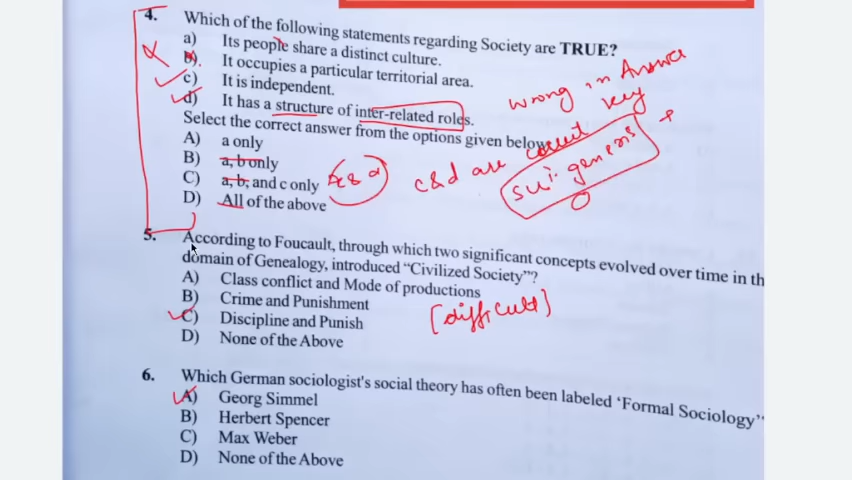 4. Which of the following statements regarding Society are TRUE?
a) Its people share a distinct culture.
b). It occupies a particular territorial area.
c) It is independent.
d) It has a structure of inter-related roles.
Select the correct answer from the options given below
A) a only
B) a, b only
C) a, b, and c only
D) All of the above
wrong in Answer
key
c&d are correct
sui. generis
5. According to Foucault, through which two significant concepts evolved over time in th
domain of Genealogy, introduced “Civilized Society”?
A) Class conflict and Mode of productions
B) Crime and Punishment
C) Discipline and Punish
D) None of the Above
[difficult]
6. Which German sociologist's social theory has often been labeled ‘Formal Sociology”
A) Georg Simmel
B) Herbert Spencer
C) Max Weber
D) None of the Above